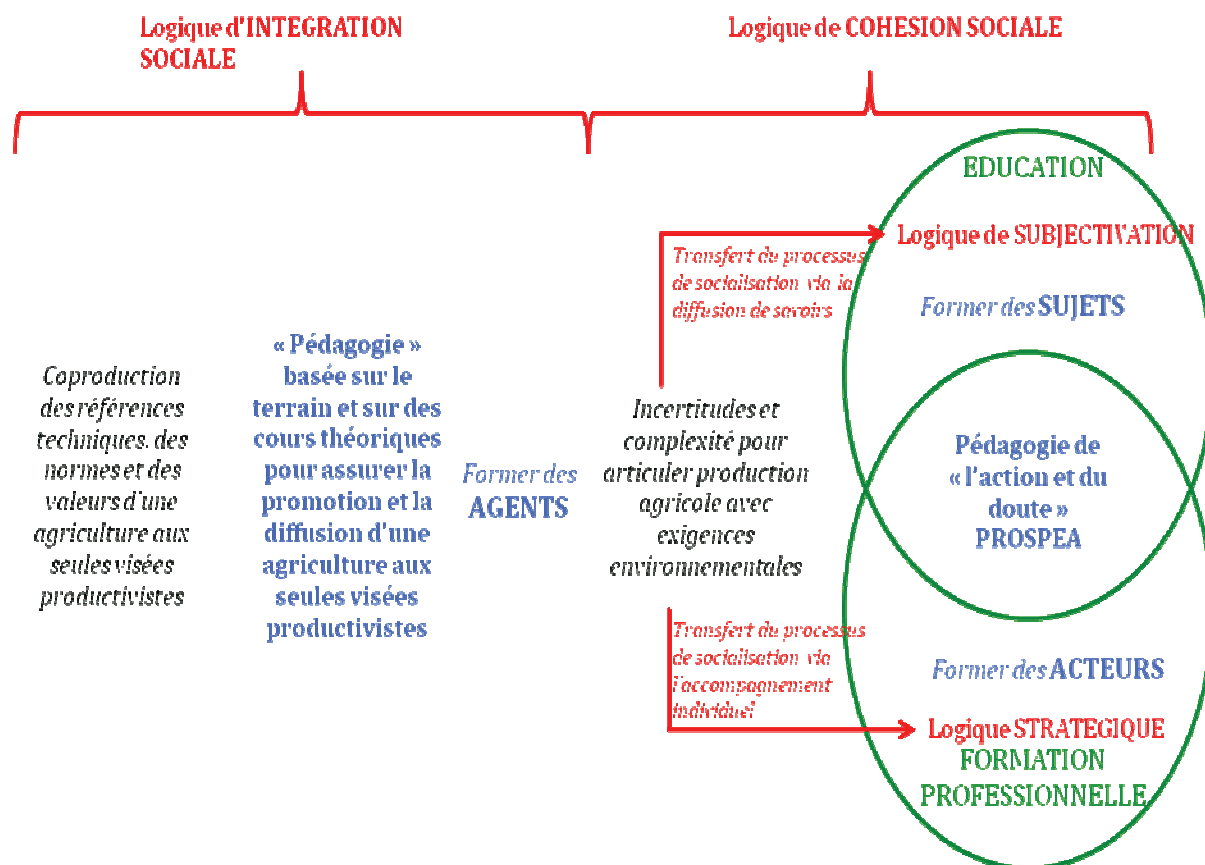 Logique d'INTEGRATION
SOCIALE
Logique de COHESION SOCIALE
Coproduction
des références
techniques, des
normes et des
valeurs d'une
agriculture aux
seules visées
productivistes
« Pédagogie »
basée sur le
terrain et sur des
cours théoriques
pour assurer la
promotion et la
diffusion d'une
agriculture aux
seules visées
productivistes
Former des
AGENTS
Incertitudes et
complexité pour
articuler production
agricole avec
exigences
environnementales
Transfert du processus
de socialisation via la
diffusion de savoirs
Transfert du processus
de socialisation via
l'accompagnement
individuel
EDUCATION
Logique de SUBJECTIVATION
Former des SUJETS
Pédagogie de
« l'action et du
doute »
PROSPEA
Former des ACTEURS
Logique STRATEGIQUE
FORMATION
PROFESSIONNELLE